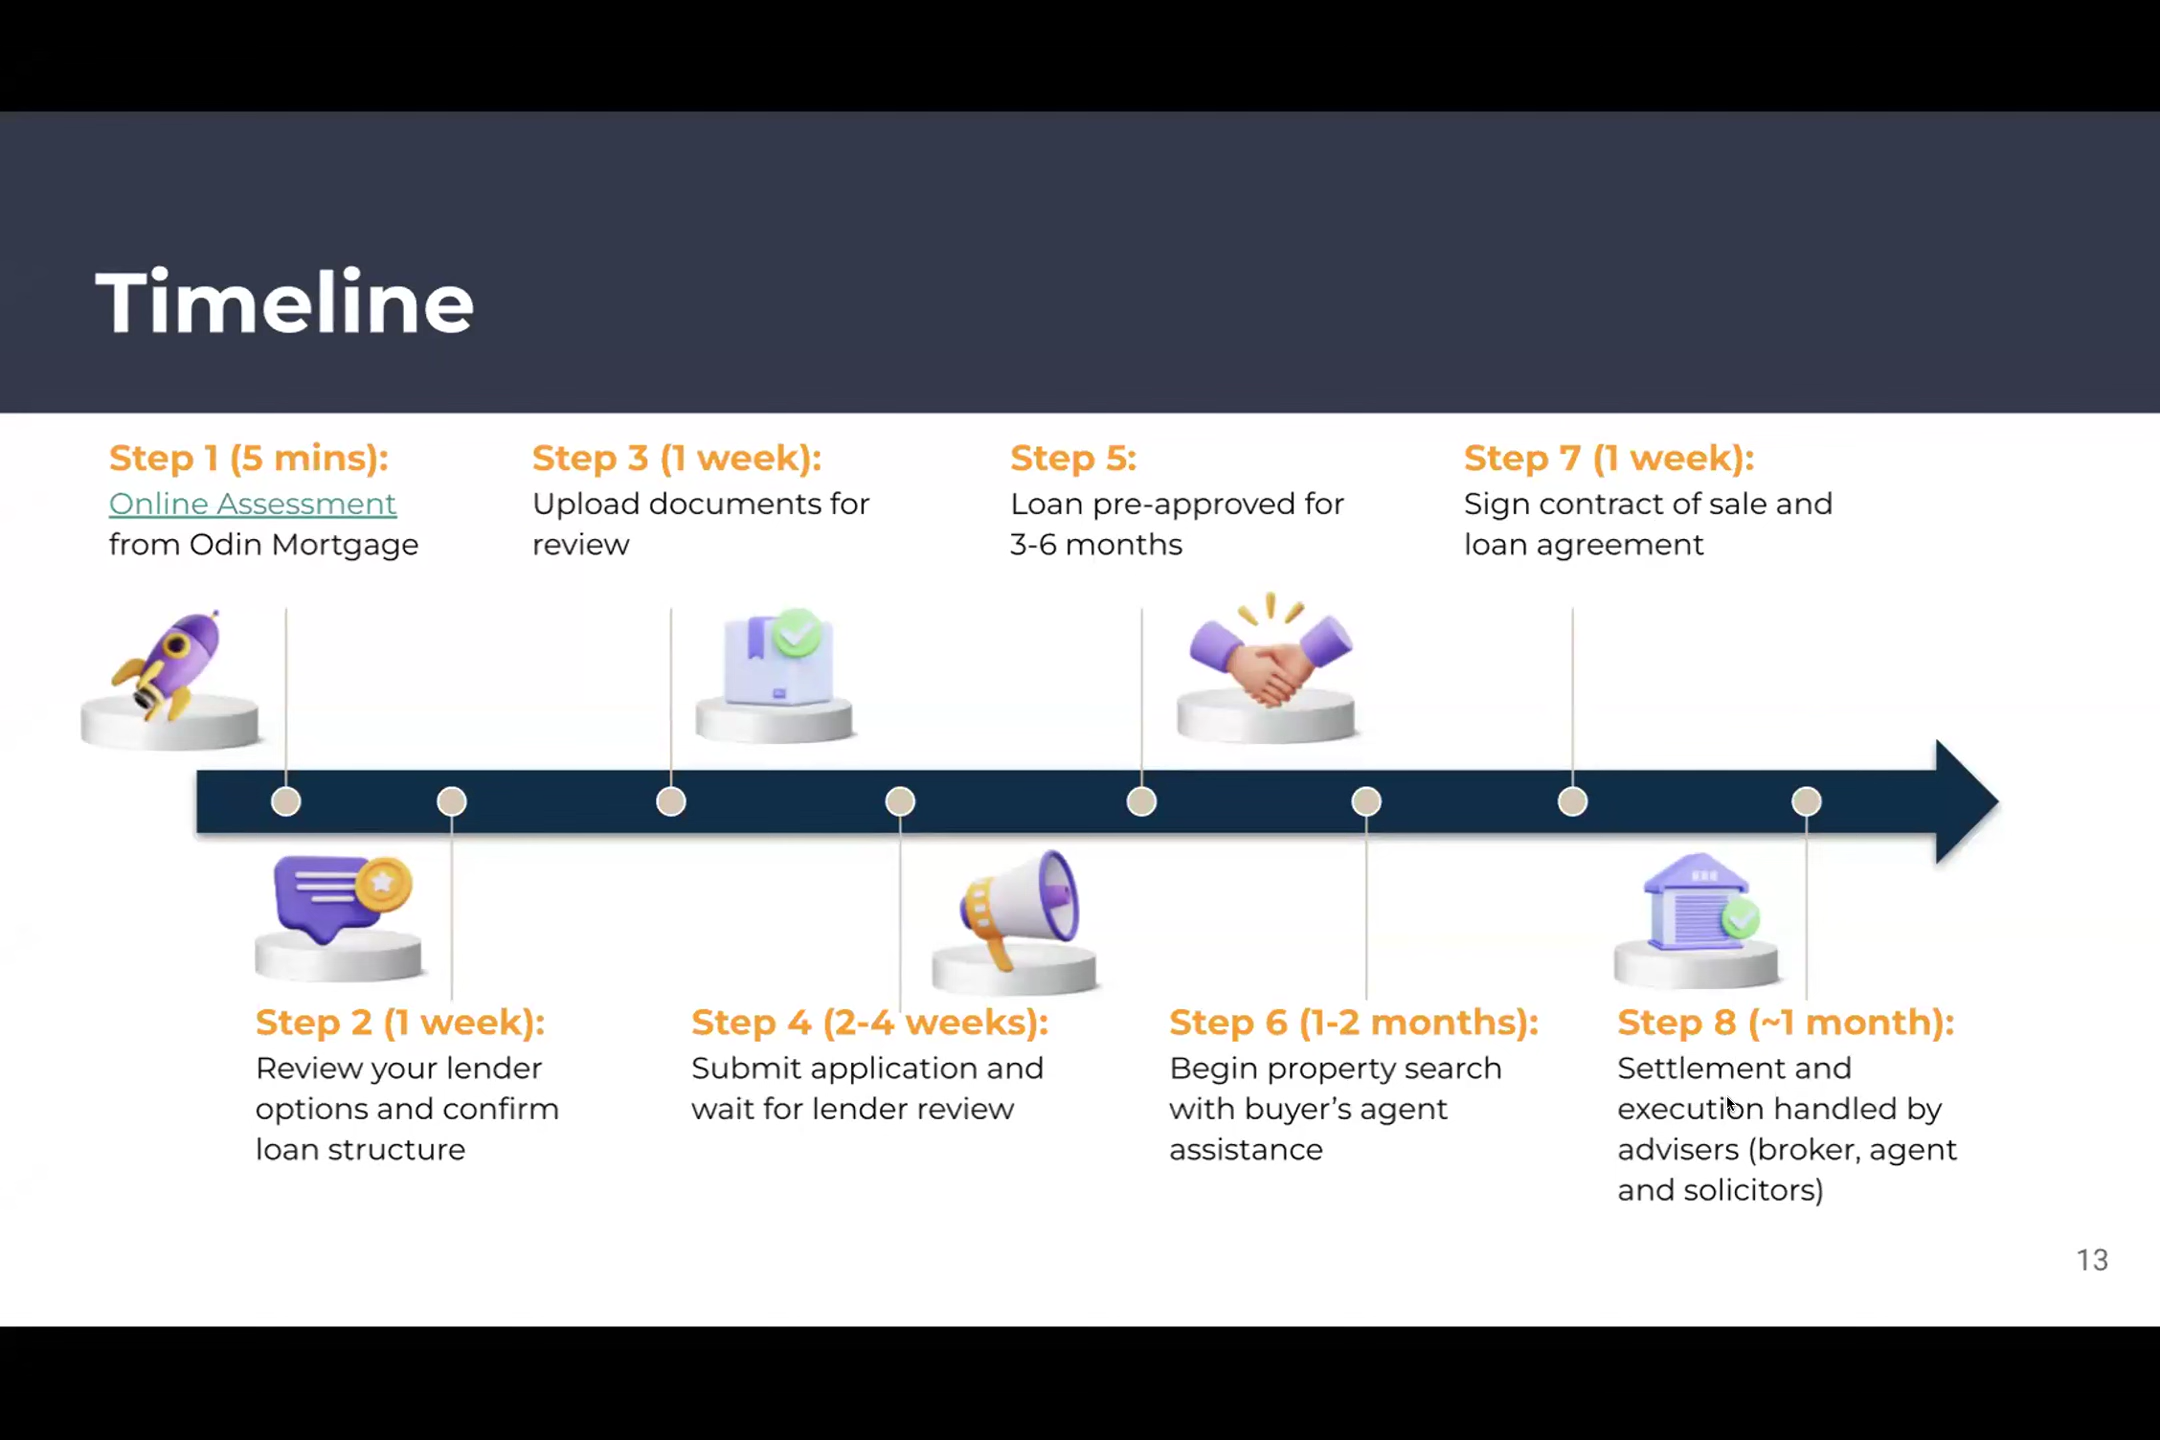 Timeline
Step 1 (5 mins):
Online Assessment
from Odin Mortgage
Step 3 (1 week):
Upload documents for
review
Step 5:
Loan pre-approved for
3-6 months
Step 7 (1 week):
Sign contract of sale and
loan agreement
Step 2 (1 week):
Review your lender
options and confirm
loan structure
Step 4 (2-4 weeks):
Submit application and
wait for lender review
Step 6 (1-2 months):
Begin property search
with buyer’s agent
assistance
Step 8 (~1 month):
Settlement and
execution handled by
advisers (broker, agent
and solicitors)
13